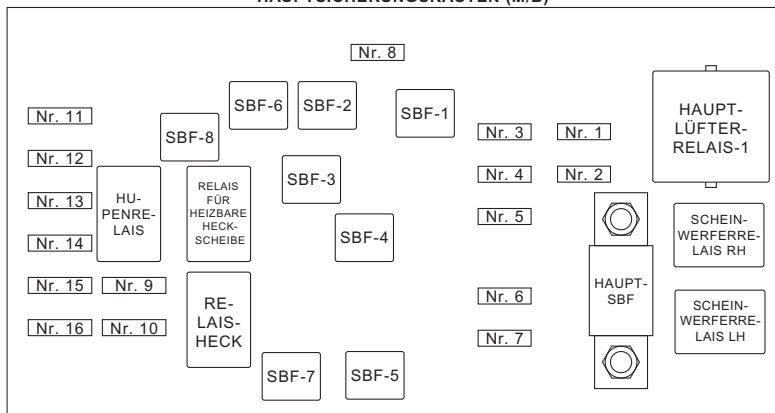 HAUPTSICHERUNGSKASTEN (M/B)
Nr. 8
SBF-6
SBF-2
SBF-1
HAUPT-
LÜFTER-
RELAIS-1
Nr. 11
SBF-8
Nr. 3
Nr. 1
Nr. 12
SBF-3
Nr. 4
Nr. 2
Nr. 13
HU-
PENRE-
LAIS
RELAIS
FÜR
HEIZBARE
HECK-
SCHEIBE
Nr. 5
SCHEIN-
WERFERRE-
LAIS RH
Nr. 14
SBF-4
Nr. 15
Nr. 9
Nr. 6
HAUPT-
SBF
Nr. 16
Nr. 10
RE-
LAIS-
HECK
Nr. 7
SCHEIN-
WERFERRE-
LAIS LH
SBF-7
SBF-5